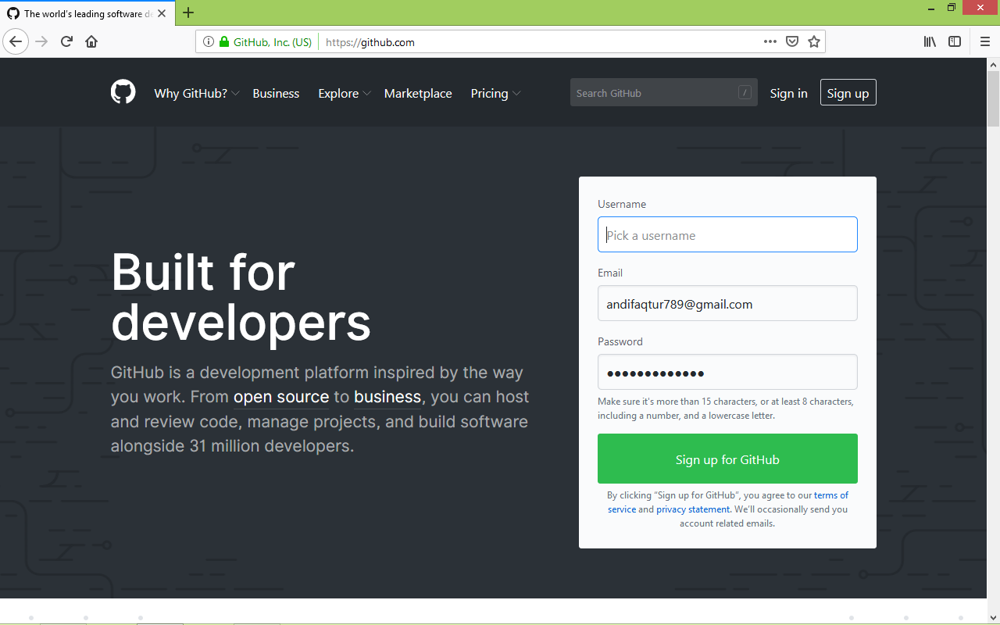 The world's leading software de
GitHub, Inc. (US)
https://github.com
Why GitHub?
Business
Explore
Marketplace
Pricing
Search GitHub
/
Sign in
Sign up
Built for
developers
GitHub is a development platform inspired by the way
you work. From open source to business, you can host
and review code, manage projects, and build software
alongside 31 million developers.
Username
Pick a username
Email
andifaqtur789@gmail.com
Password
Make sure it's more than 15 characters, or at least 8 characters,
including a number, and a lowercase letter.
Sign up for GitHub
By clicking “Sign up for GitHub”, you agree to our terms of
service and privacy statement. We’ll occasionally send you
account related emails.